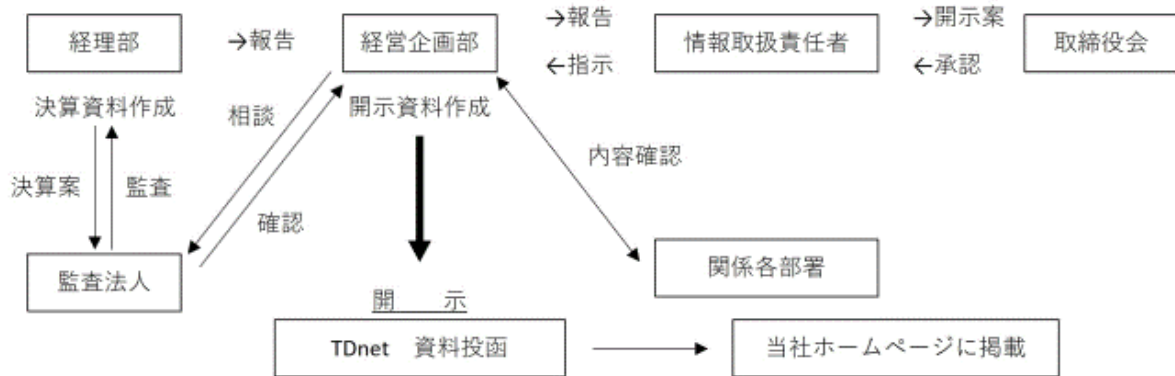 →報告
→開示案
経理部
→報告
経営企画部
情報取扱責任者
取締役会
←指示
←承認
決算資料作成
相談
開示資料作成
内容確認
決算案
監査
確認
関係各部署
監査法人
開　　示
TDnet　資料投函
当社ホームページに掲載